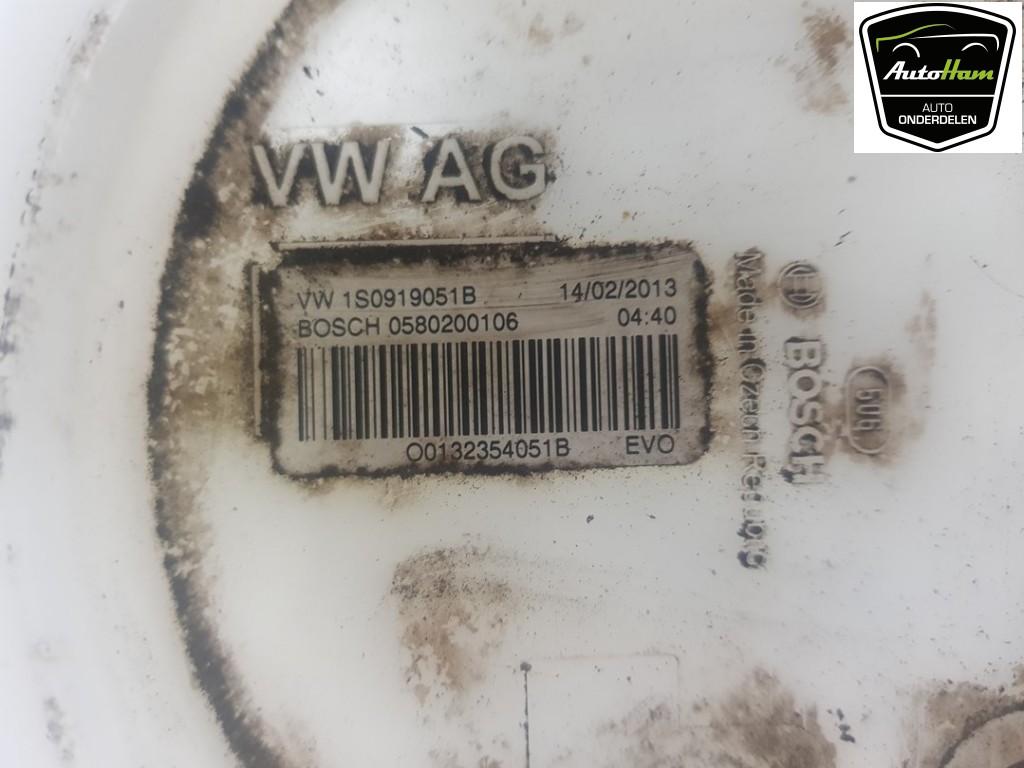 AutoHam
AUTO
ONDERDELEN
VW AG
VW 1S0919051B 14/02/2013
BOSCH 0580200106 04:40
O0132354051B EVO
Made in Czech Republic
BOSCH
506